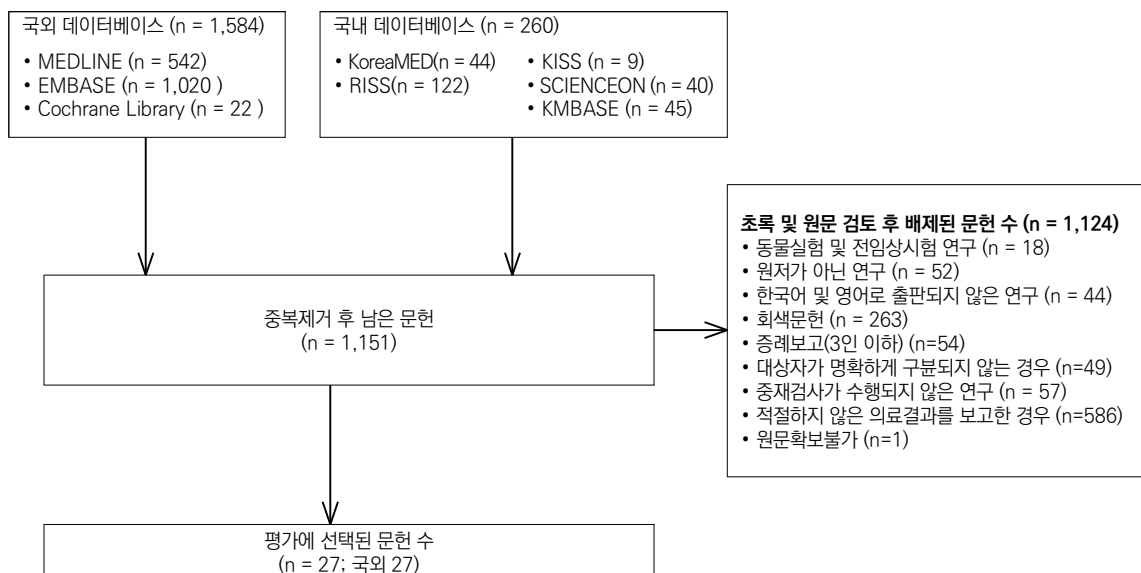 국외 데이터베이스 (n = 1,584)
• MEDLINE (n = 542)
• EMBASE (n = 1,020 )
• Cochrane Library (n = 22 )
국내 데이터베이스 (n = 260)
• KoreaMED(n = 44)
• RISS(n = 122)
• KISS (n = 9)
• SCIENCEON (n = 40)
• KMBASE (n = 45)
초록 및 원문 검토 후 배제된 문헌 수 (n = 1,124)
• 동물실험 및 전임상시험 연구 (n = 18)
• 원저가 아닌 연구 (n = 52)
• 한국어 및 영어로 출판되지 않은 연구 (n = 44)
• 회색문헌 (n = 263)
• 증례보고(3인 이하) (n=54)
• 대상자가 명확하게 구뷴되지 않는 경우 (n=49)
• 중재검사가 수행되지 않은 연구 (n = 57)
• 적절하지 않은 의료결과를 보고한 경우 (n=586)
• 원문확보불가 (n=1)
중복제거 후 남은 문헌
(n = 1,151)
평가에 선택된 문헌 수
(n = 27; 국외 27)